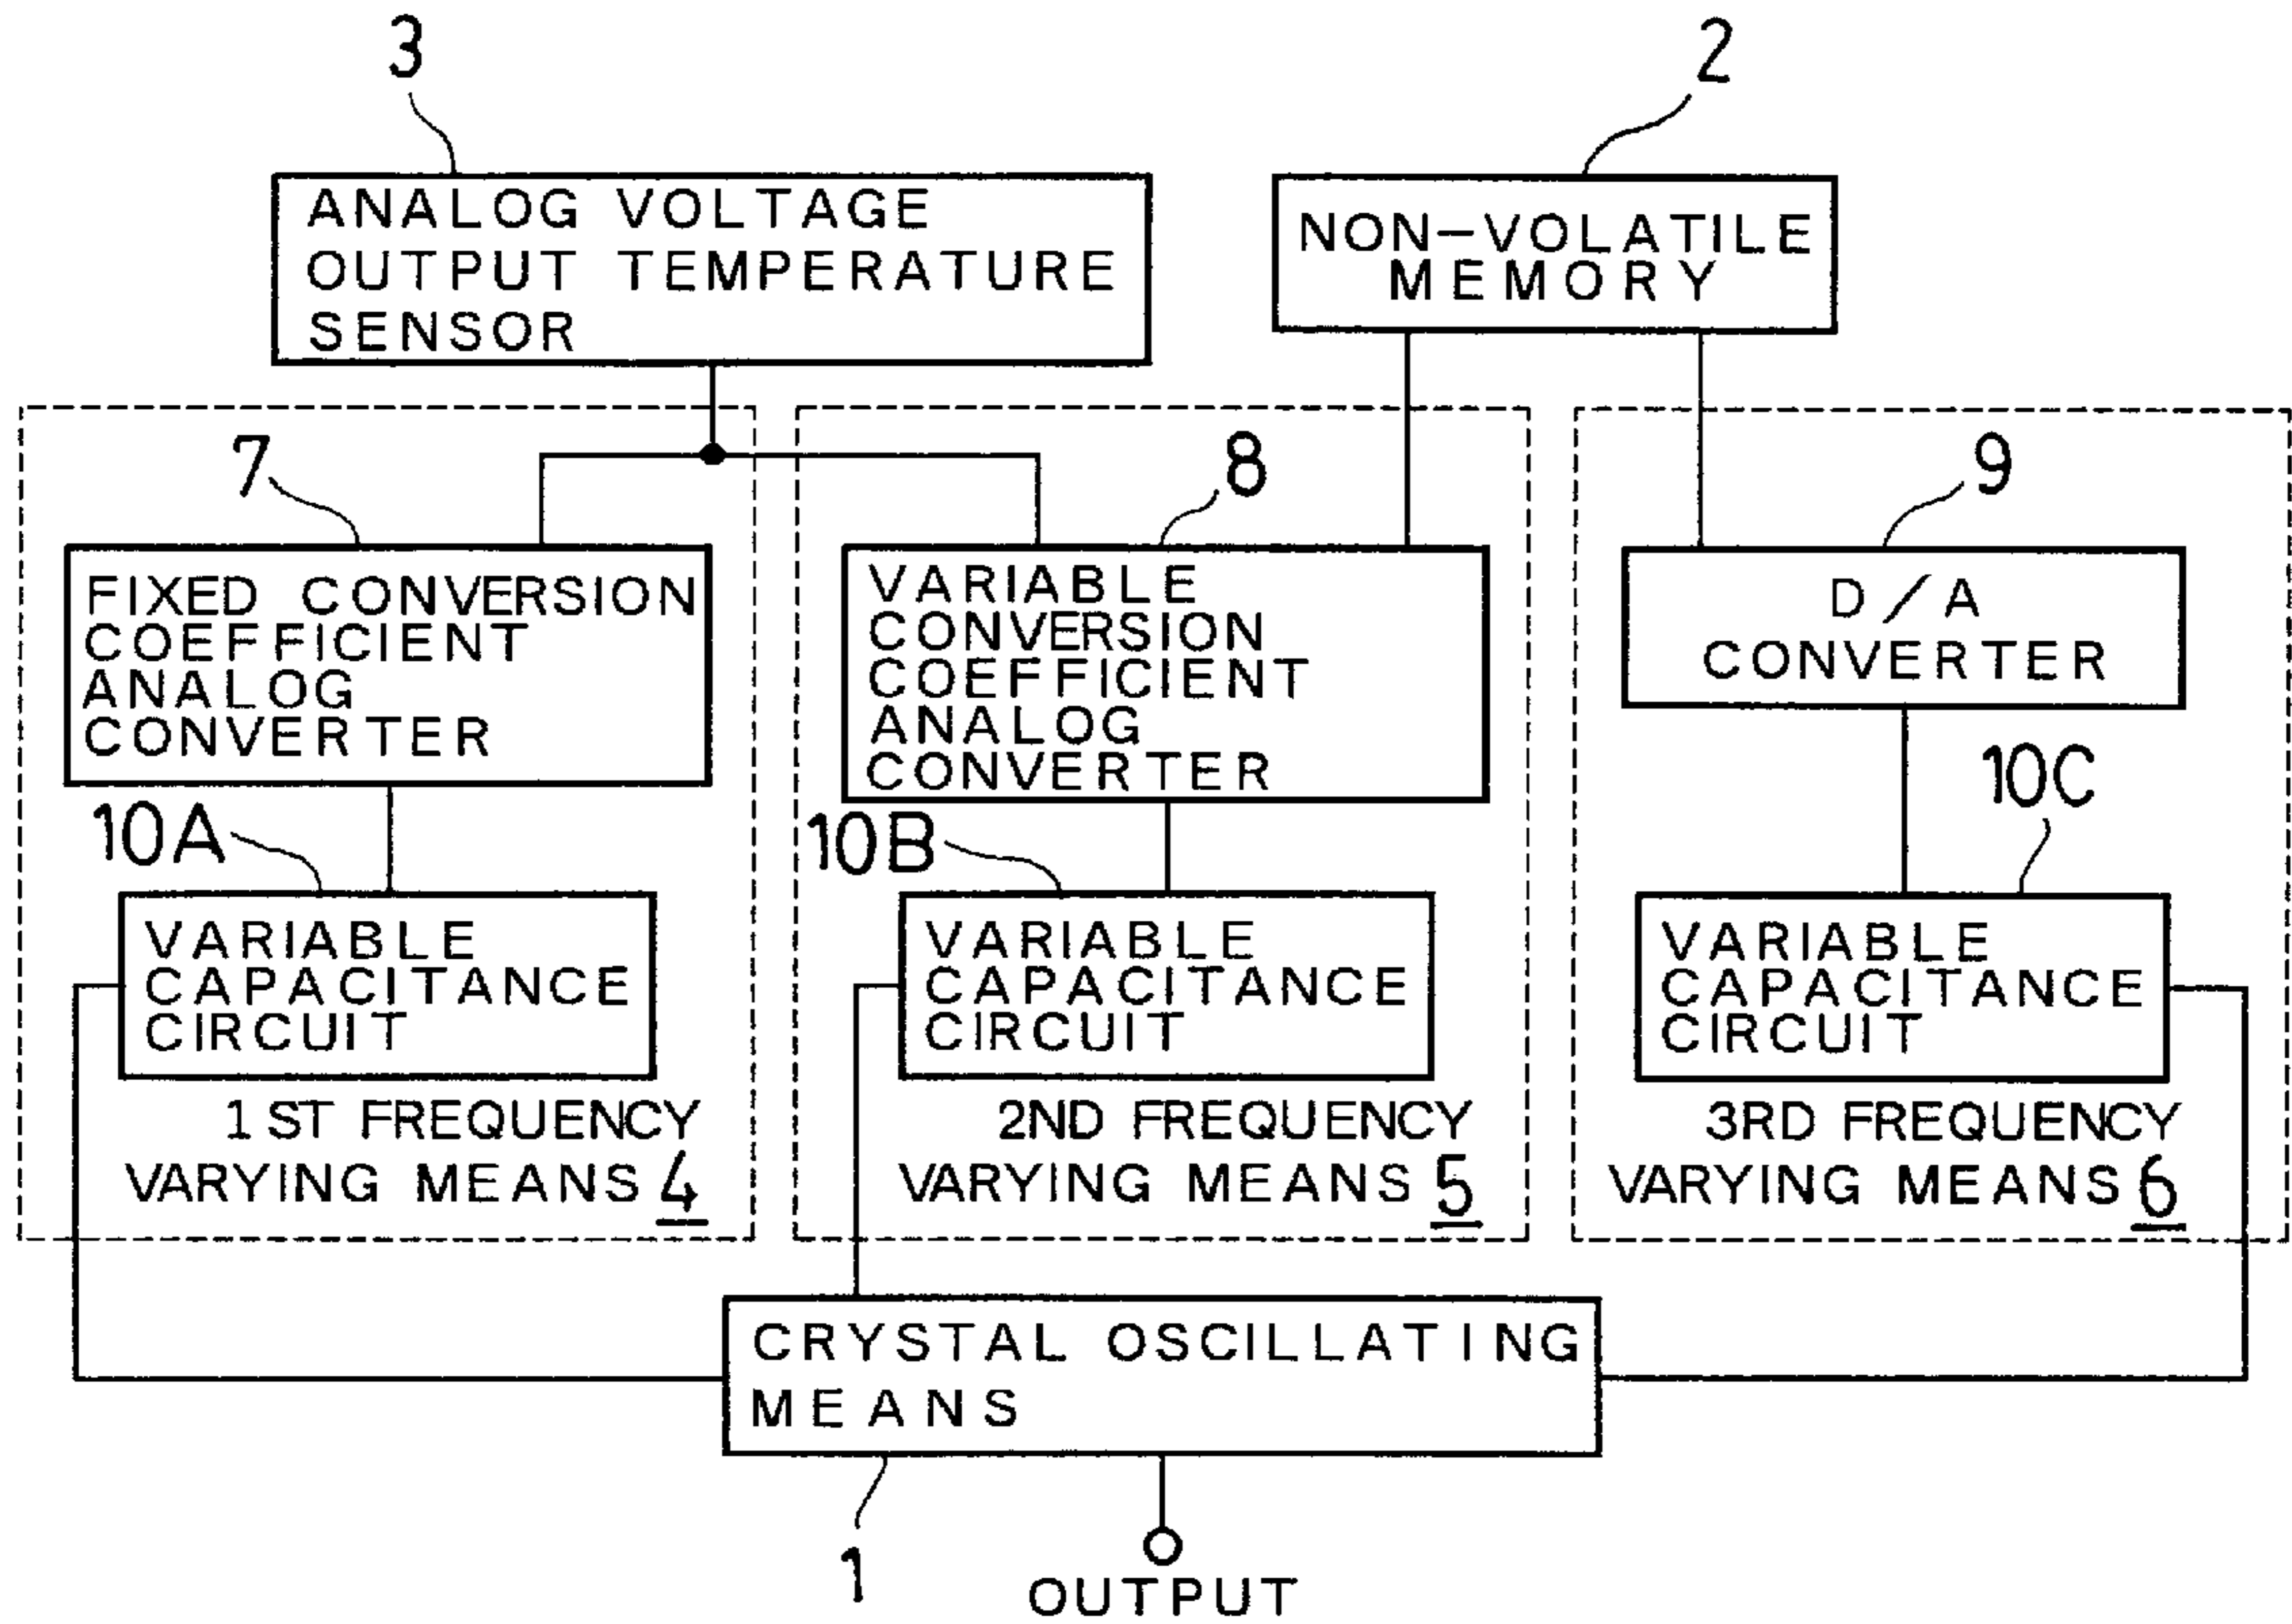 3
2
ANALOG VOLTAGE
OUTPUT TEMPERATURE
SENSOR
NON-VOLATILE
MEMORY
7
8
9
FIXED CONVERSION
COEFFICIENT
ANALOG
CONVERTER
VARIABLE
CONVERSION
COEFFICIENT
ANALOG
CONVERTER
D/A
CONVERTER
10A
10B
10C
VARIABLE
CAPACITANCE
CIRCUIT
VARIABLE
CAPACITANCE
CIRCUIT
VARIABLE
CAPACITANCE
CIRCUIT
1ST FREQUENCY
VARYING MEANS 4
2ND FREQUENCY
VARYING MEANS 5
3RD FREQUENCY
VARYING MEANS 6
CRYSTAL OSCILLATING
MEANS
1
OUTPUT